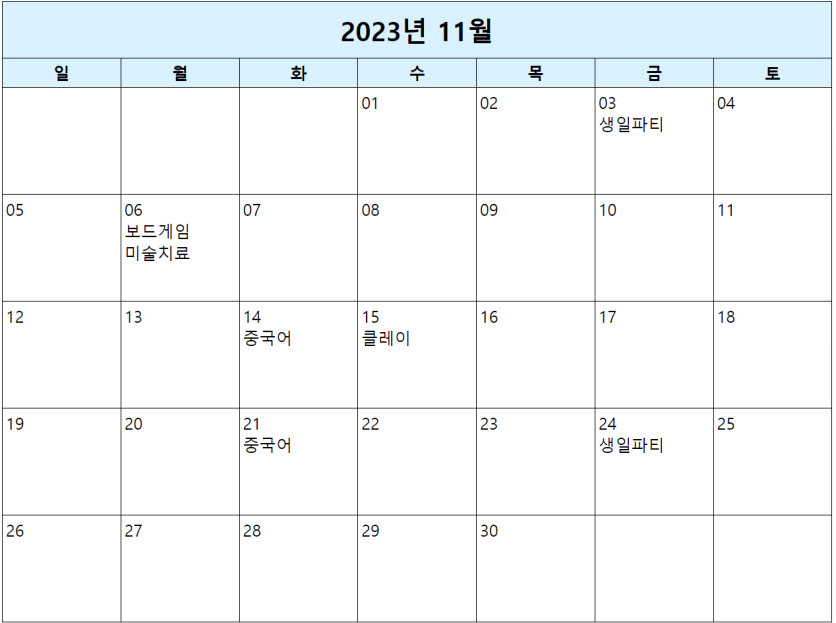 2023년 11월
일 월 화 수 목 금 토
01 02 03 04
생일파티
05 06 07 08 09 10 11
보드게임
미술치료
12 13 14 15 16 17 18
중국어 클레이
19 20 21 22 23 24 25
중국어 생일파티
26 27 28 29 30